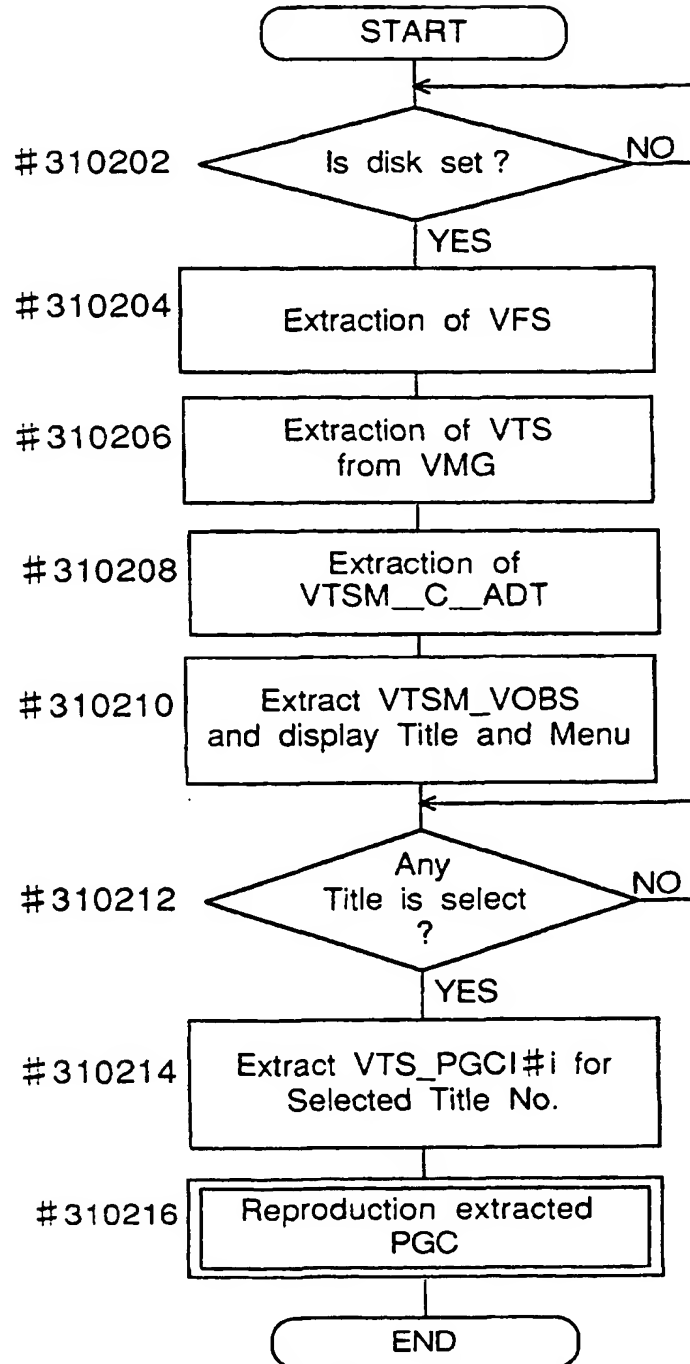 START
#310202
Is disk set ?
NO
YES
#310204
Extraction of VFS
#310206
Extraction of VTS
from VMG
#310208
Extraction of
VTSM__C__ADT
#310210
Extract VTSM_VOBS
and display Title and Menu
#310212
Any
Title is select
?
NO
YES
#310214
Extract VTS_PGCI#i for
Selected Title No.
#310216
Reproduction extracted
PGC
END